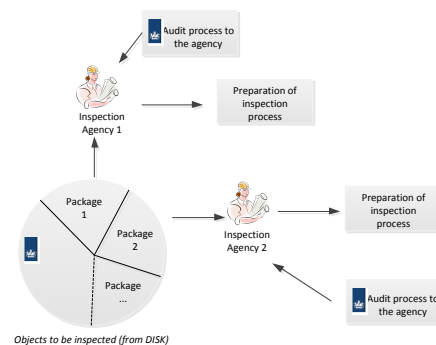 Audit process to
the agency
Preparation of
inspection
process
Inspection
Agency 1
Package
1
Package
2
Package
...
Inspection
Agency 2
Preparation of
inspection
process
Audit process to
the agency
Objects to be inspected (from DISK)